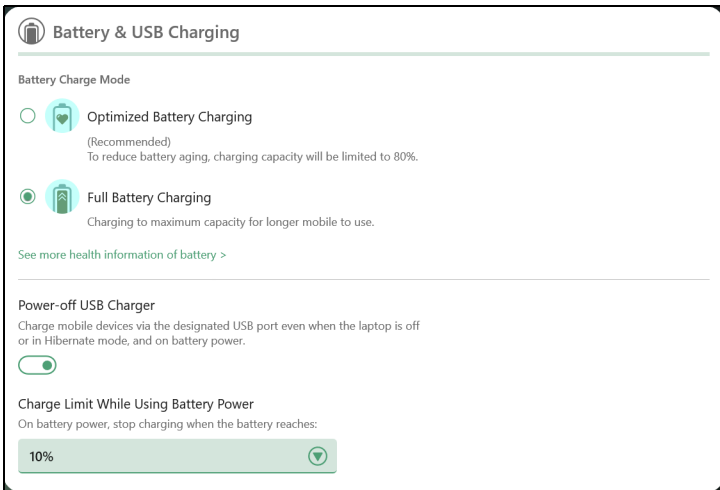 Battery & USB Charging
Battery Charge Mode
Optimized Battery Charging
(Recommended)
To reduce battery aging, charging capacity will be limited to 80%.
Full Battery Charging
Charging to maximum capacity for longer mobile to use.
See more health information of battery >
Power-off USB Charger
Charge mobile devices via the designated USB port even when the laptop is off
or in Hibernate mode, and on battery power.
Charge Limit While Using Battery Power
On battery power, stop charging when the battery reaches:
10%